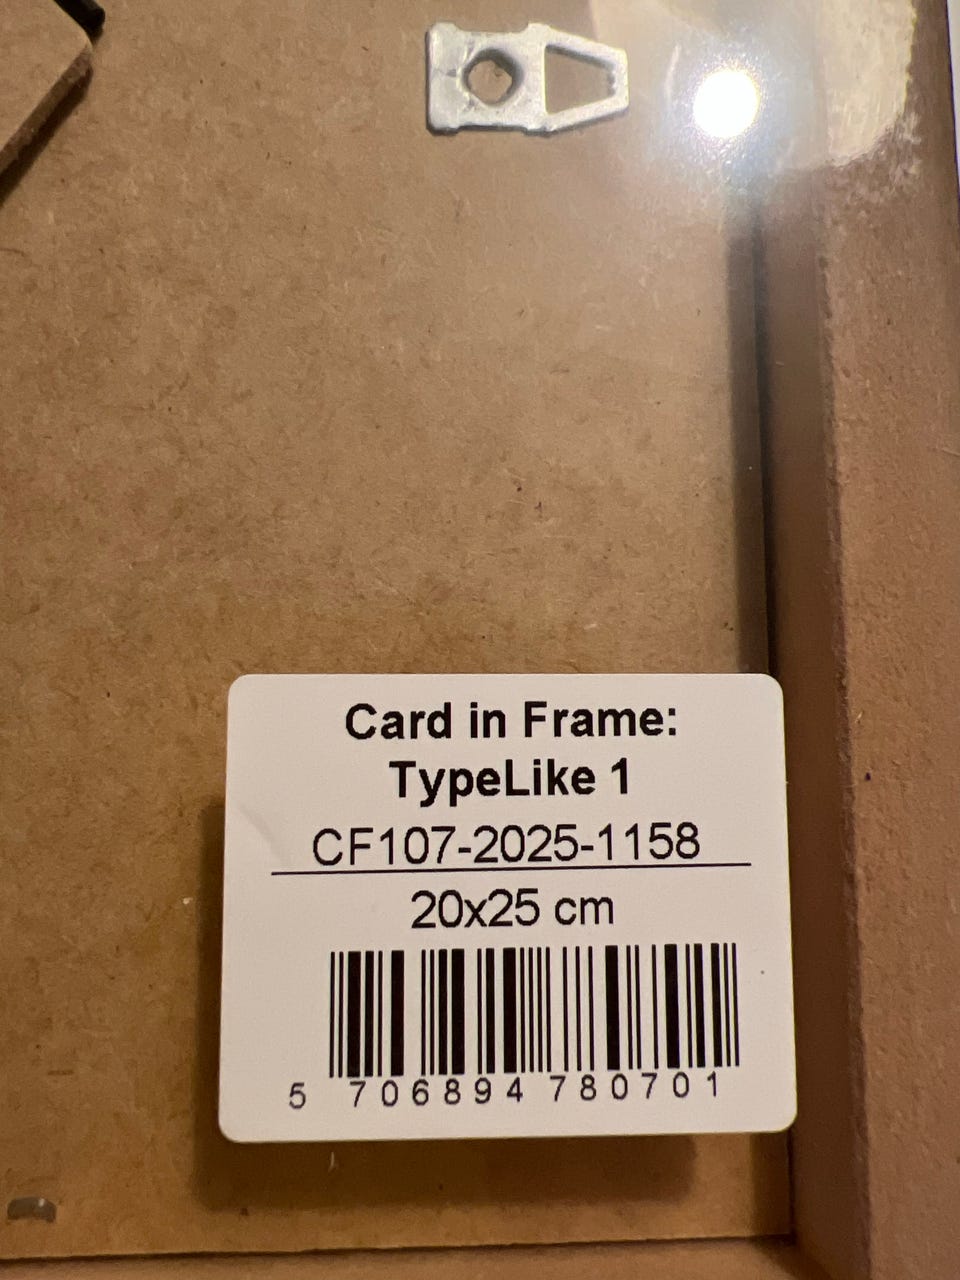 Card in Frame:
TypeLike 1
CF107-2025-1158
20x25 cm
5 706894 780701